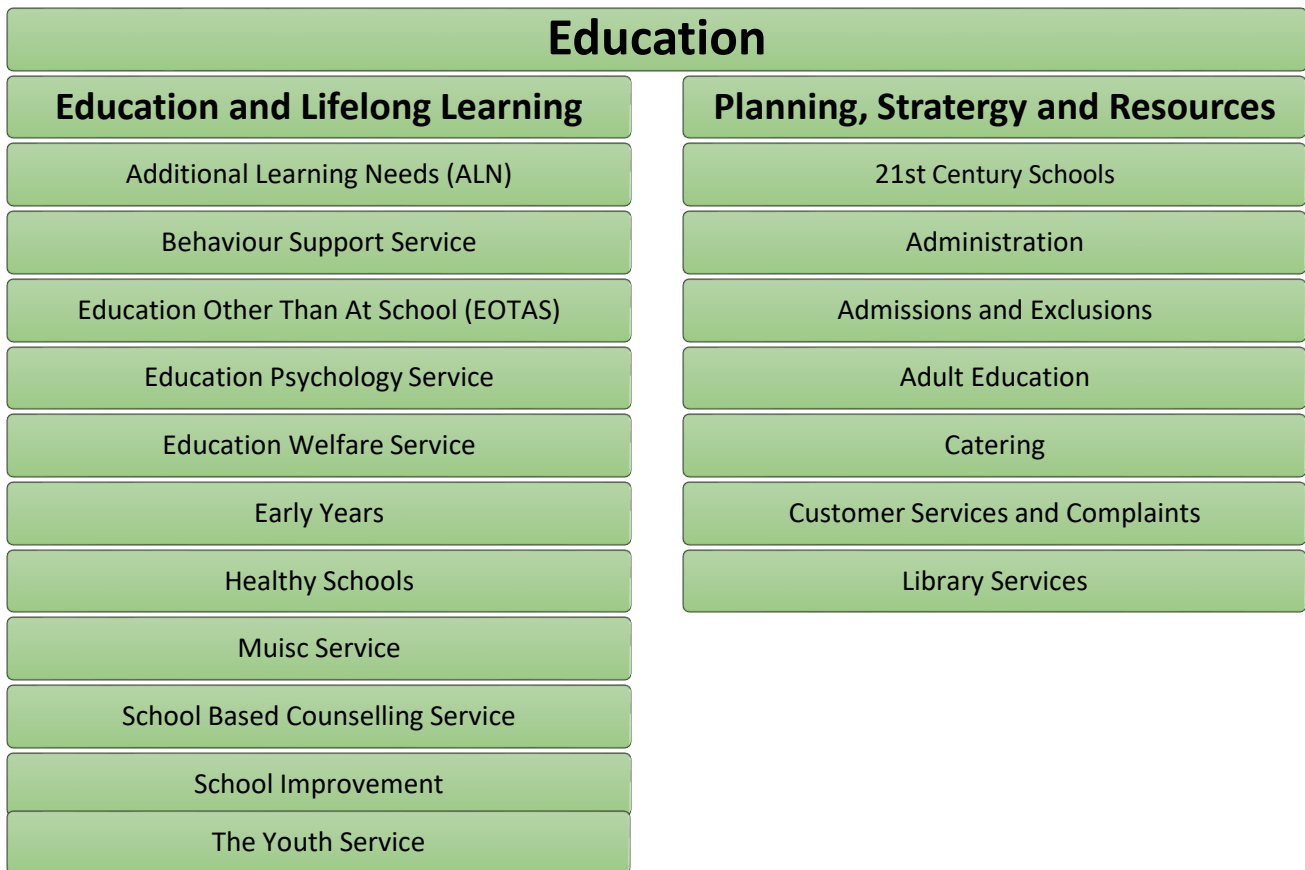 Education
Education and Lifelong Learning
Additional Learning Needs (ALN)
Behaviour Support Service
Education Other Than At School (EOTAS)
Education Psychology Service
Education Welfare Service
Early Years
Healthy Schools
Muisc Service
School Based Counselling Service
School Improvement
The Youth Service
Planning, Stratergy and Resources
21st Century Schools
Administration
Admissions and Exclusions
Adult Education
Catering
Customer Services and Complaints
Library Services